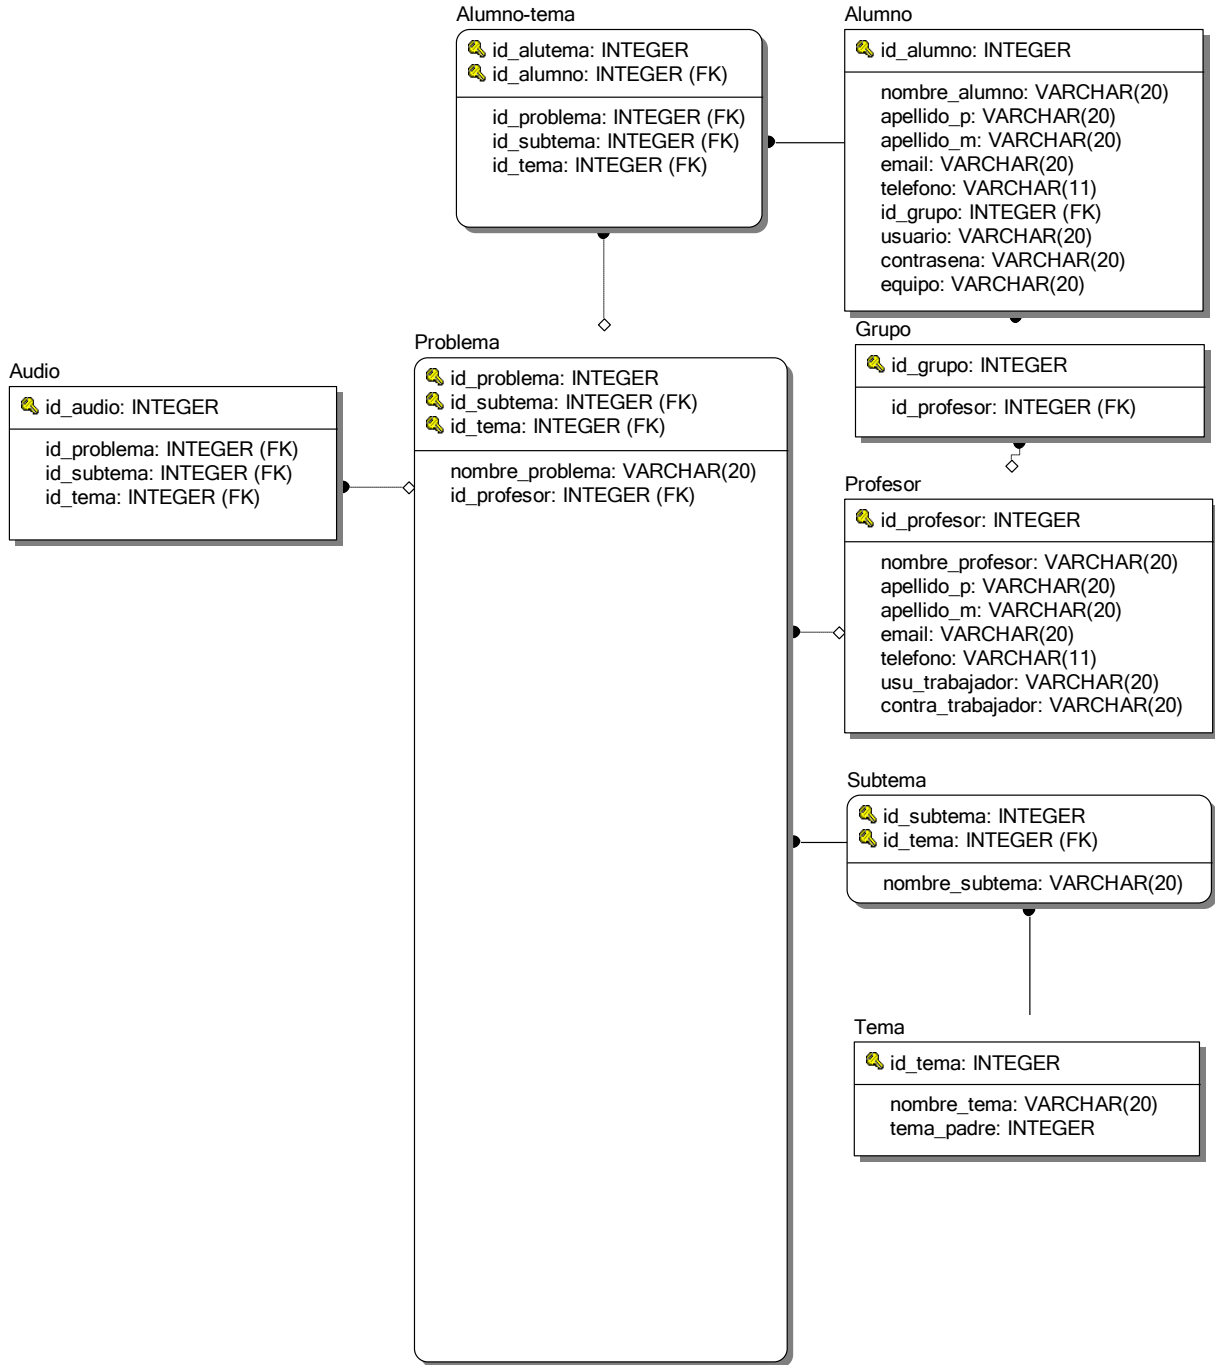 Alumno-tema
id_alutema: INTEGER
id_alumno: INTEGER (FK)
id_problema: INTEGER (FK)
id_subtema: INTEGER (FK)
id_tema: INTEGER (FK)
Alumno
id_alumno: INTEGER
nombre_alumno: VARCHAR(20)
apellido_p: VARCHAR(20)
apellido_m: VARCHAR(20)
email: VARCHAR(20)
telefono: VARCHAR(11)
id_grupo: INTEGER (FK)
usuario: VARCHAR(20)
contrasena: VARCHAR(20)
equipo: VARCHAR(20)
Grupo
id_grupo: INTEGER
id_profesor: INTEGER (FK)
Audio
id_audio: INTEGER
id_problema: INTEGER (FK)
id_subtema: INTEGER (FK)
id_tema: INTEGER (FK)
Problema
id_problema: INTEGER
id_subtema: INTEGER (FK)
id_tema: INTEGER (FK)
nombre_problema: VARCHAR(20)
id_profesor: INTEGER (FK)
Profesor
id_profesor: INTEGER
nombre_profesor: VARCHAR(20)
apellido_p: VARCHAR(20)
apellido_m: VARCHAR(20)
email: VARCHAR(20)
telefono: VARCHAR(11)
usu_trabajador: VARCHAR(20)
contra_trabajador: VARCHAR(20)
Subtema
id_subtema: INTEGER
id_tema: INTEGER (FK)
nombre_subtema: VARCHAR(20)
Tema
id_tema: INTEGER
nombre_tema: VARCHAR(20)
tema_padre: INTEGER